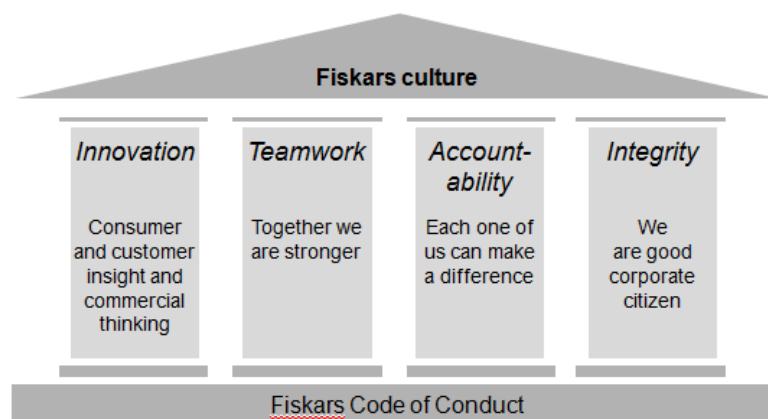 Fiskars culture
Innovation
Consumer
and customer
insight and
commercial
thinking
Teamwork
Together we
are stronger
Account-
ability
Each one of
us can make
a difference
Integrity
We
are good
corporate
citizen
Fiskars Code of Conduct